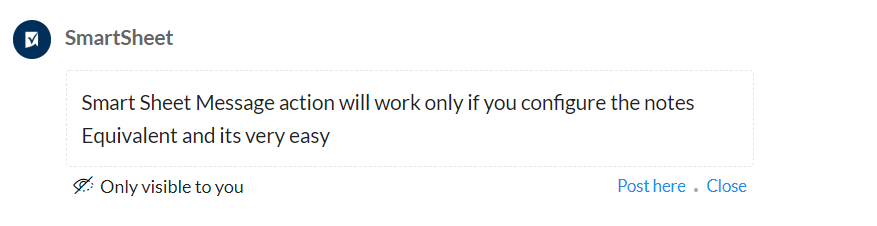 SmartSheet
Smart Sheet Message action will work only if you configure the notes
Equivalent and its very easy
Only visible to you
Post here . Close